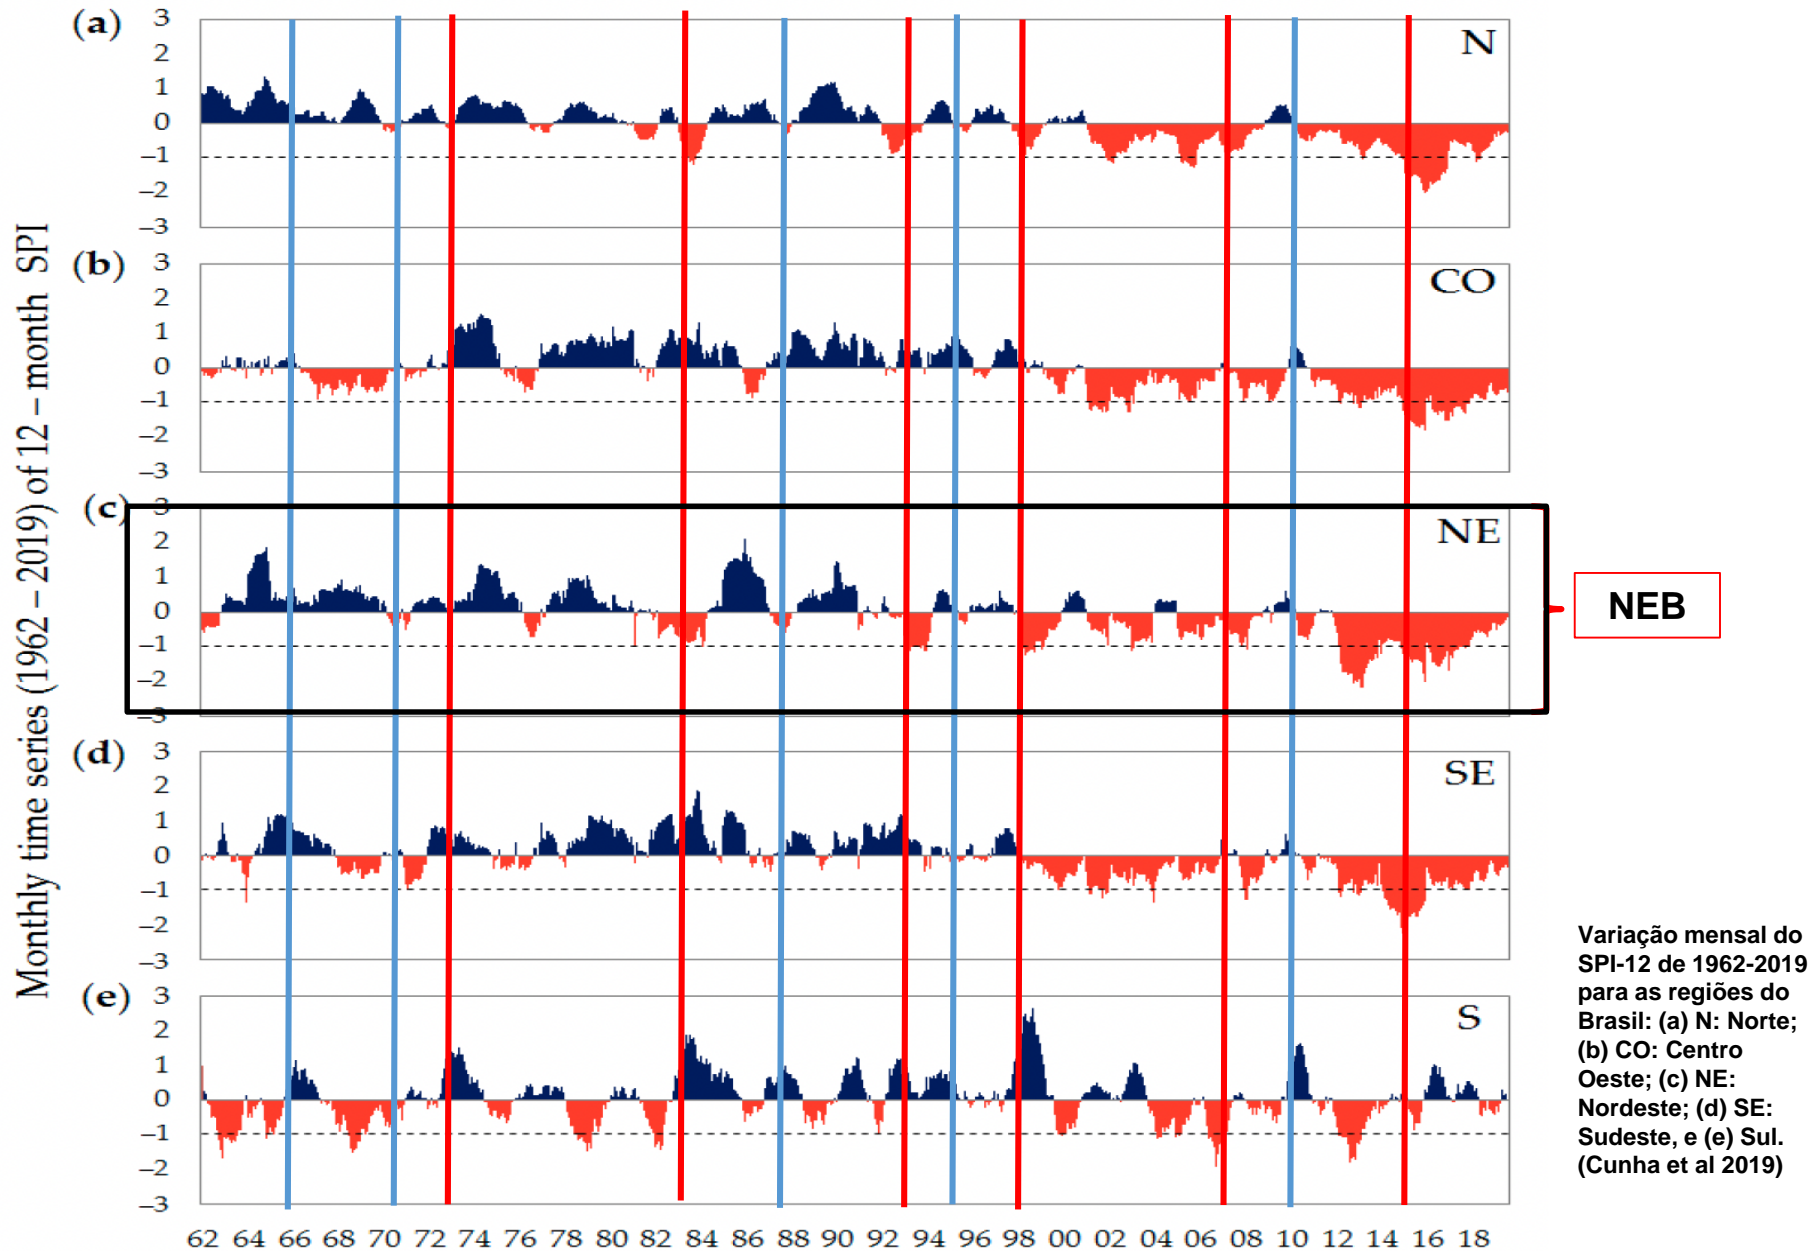 Monthly time series (1962 – 2019) of 12 – month SPI
(a)
3
2
1
0
–1
–2
–3
N
(b)
3
2
1
0
–1
–2
–3
CO
(c)
3
2
1
0
–1
–2
–3
NE
NEB
(d)
3
2
1
0
–1
–2
–3
SE
(e)
3
2
1
0
–1
–2
–3
S
62 64 66 68 70 72 74 76 78 80 82 84 86 88 90 92 94 96 98 00 02 04 06 08 10 12 14 16 18
Variação mensal do
SPI-12 de 1962-2019
para as regiões do
Brasil: (a) N: Norte;
(b) CO: Centro
Oeste; (c) NE:
Nordeste; (d) SE:
Sudeste, e (e) Sul.
(Cunha et al 2019)